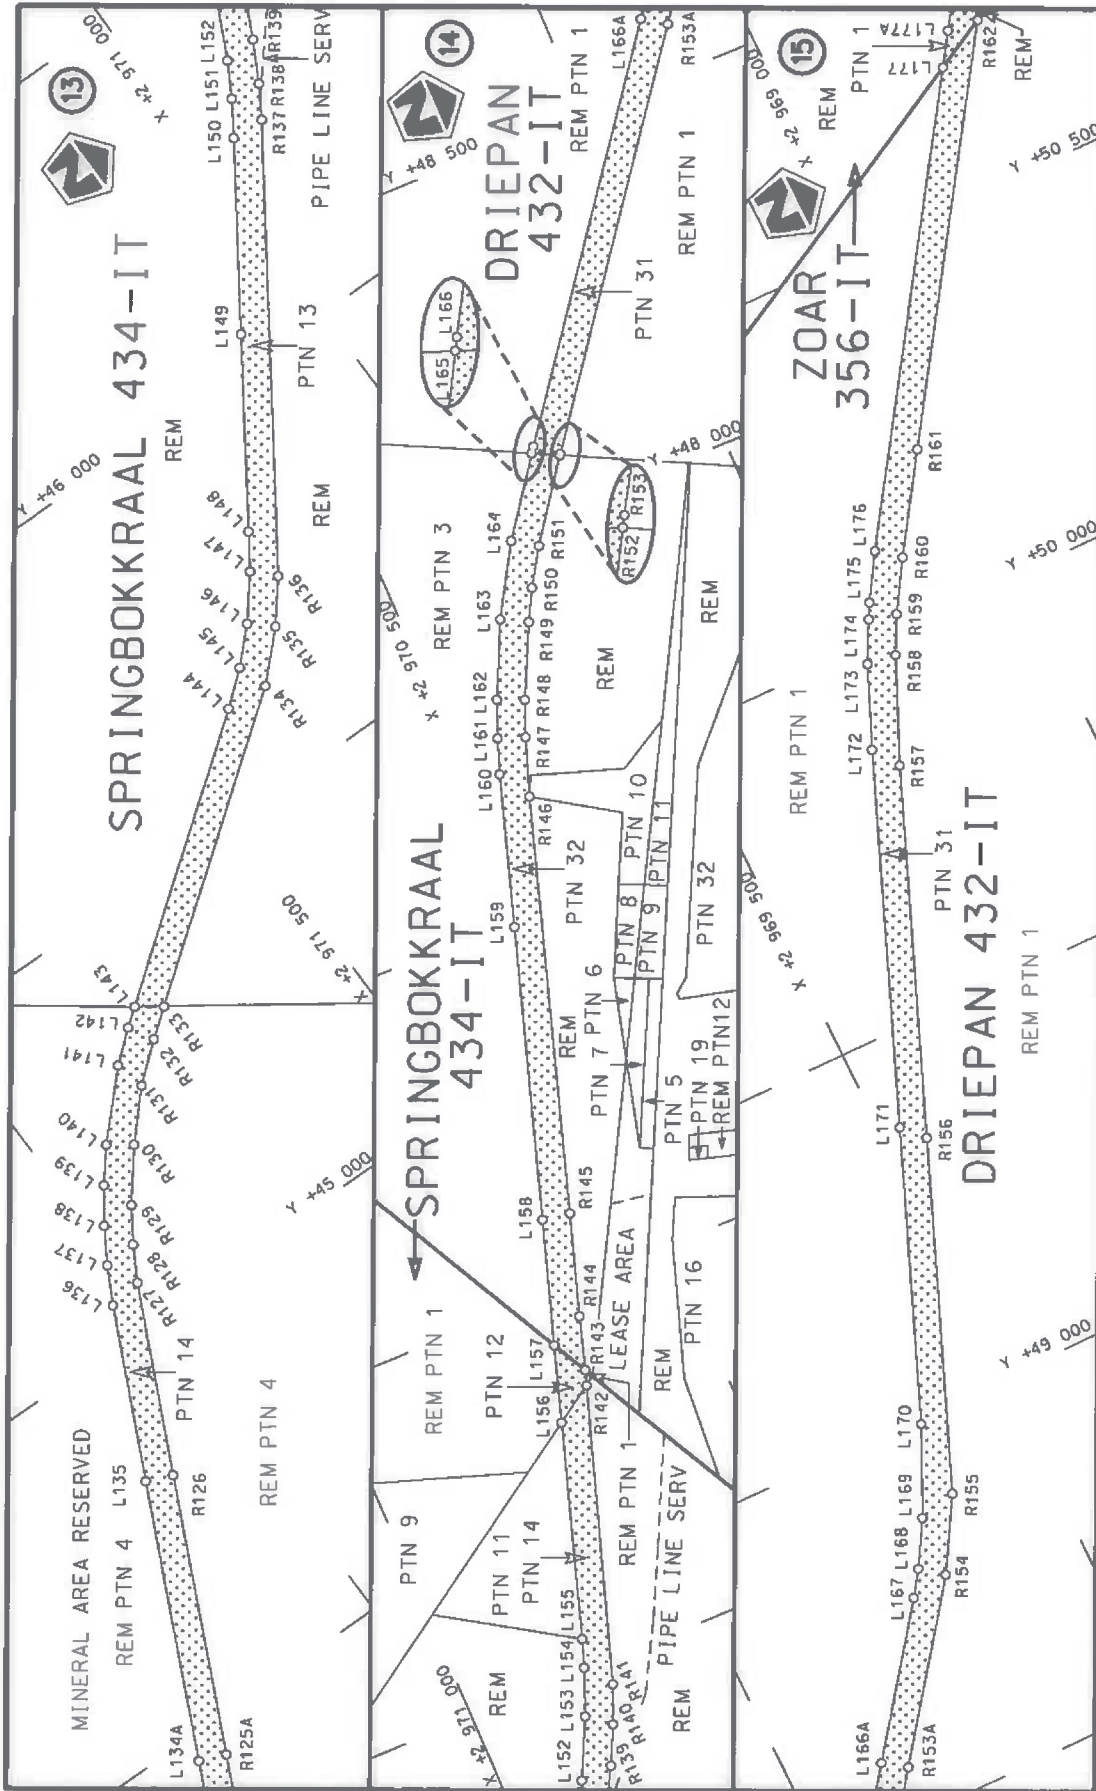 13
X +2 971 000
L152
L151
L150
R139
R138A
R137
PIPE LINE SERV
SPRINGBOKKRAAL 434-IT
Y +46 000
REM
L149
PTN 13
REM
L148
L147
L146
L145
L144
R136
R135
R134
X +2 971 500
L143
L142
L141
L140
L139
L138
L137
L136
R133
R132
R131
R130
R129
R128
R127
Y +45 000
PTN 14
MINERAL AREA RESERVED
REM PTN 4
L135
R126
REM PTN 4
L134A
R125A
14
Y +48 500
DRIEPAN
432-IT
REM PTN 1
L166A
R153A
REM PTN 1
PTN 31
L166
L165
Y +48 000
R153
R152
REM PTN 3
X +2 970 500
L164
L163
L162
L161
L160
R151
R150
R149
R148
R147
R146
REM
REM
PTN 10
PTN 11
PTN 8
PTN 9
PTN 32
PTN 32
SPRINGBOKKRAAL
434-IT
L159
REM
PTN 6
PTN 7
PTN 5
PTN 19
REM PTN12
L158
R145
R144
R143
R142
LEASE AREA
PTN 16
REM
REM PTN 1
PTN 12
L157
L156
REM PTN 1
PTN 9
PTN 11
PTN 14
PIPE LINE SERV
L155
L154
L153
L152
R141
R140
R139
REM
REM
X +2 971 000
15
X +2 969 000
REM
PTN 1
L177A
L177
R162
REM
Y +50 500
ZOAR
356-IT
R161
L176
L175
L174
L173
L172
R160
R159
R158
R157
Y +50 000
REM PTN 1
PTN 31
X +2 969 500
DRIEPAN 432-IT
REM PTN 1
L171
R156
Y +49 000
L170
L169
L168
L167
R155
R154
L166A
R153A